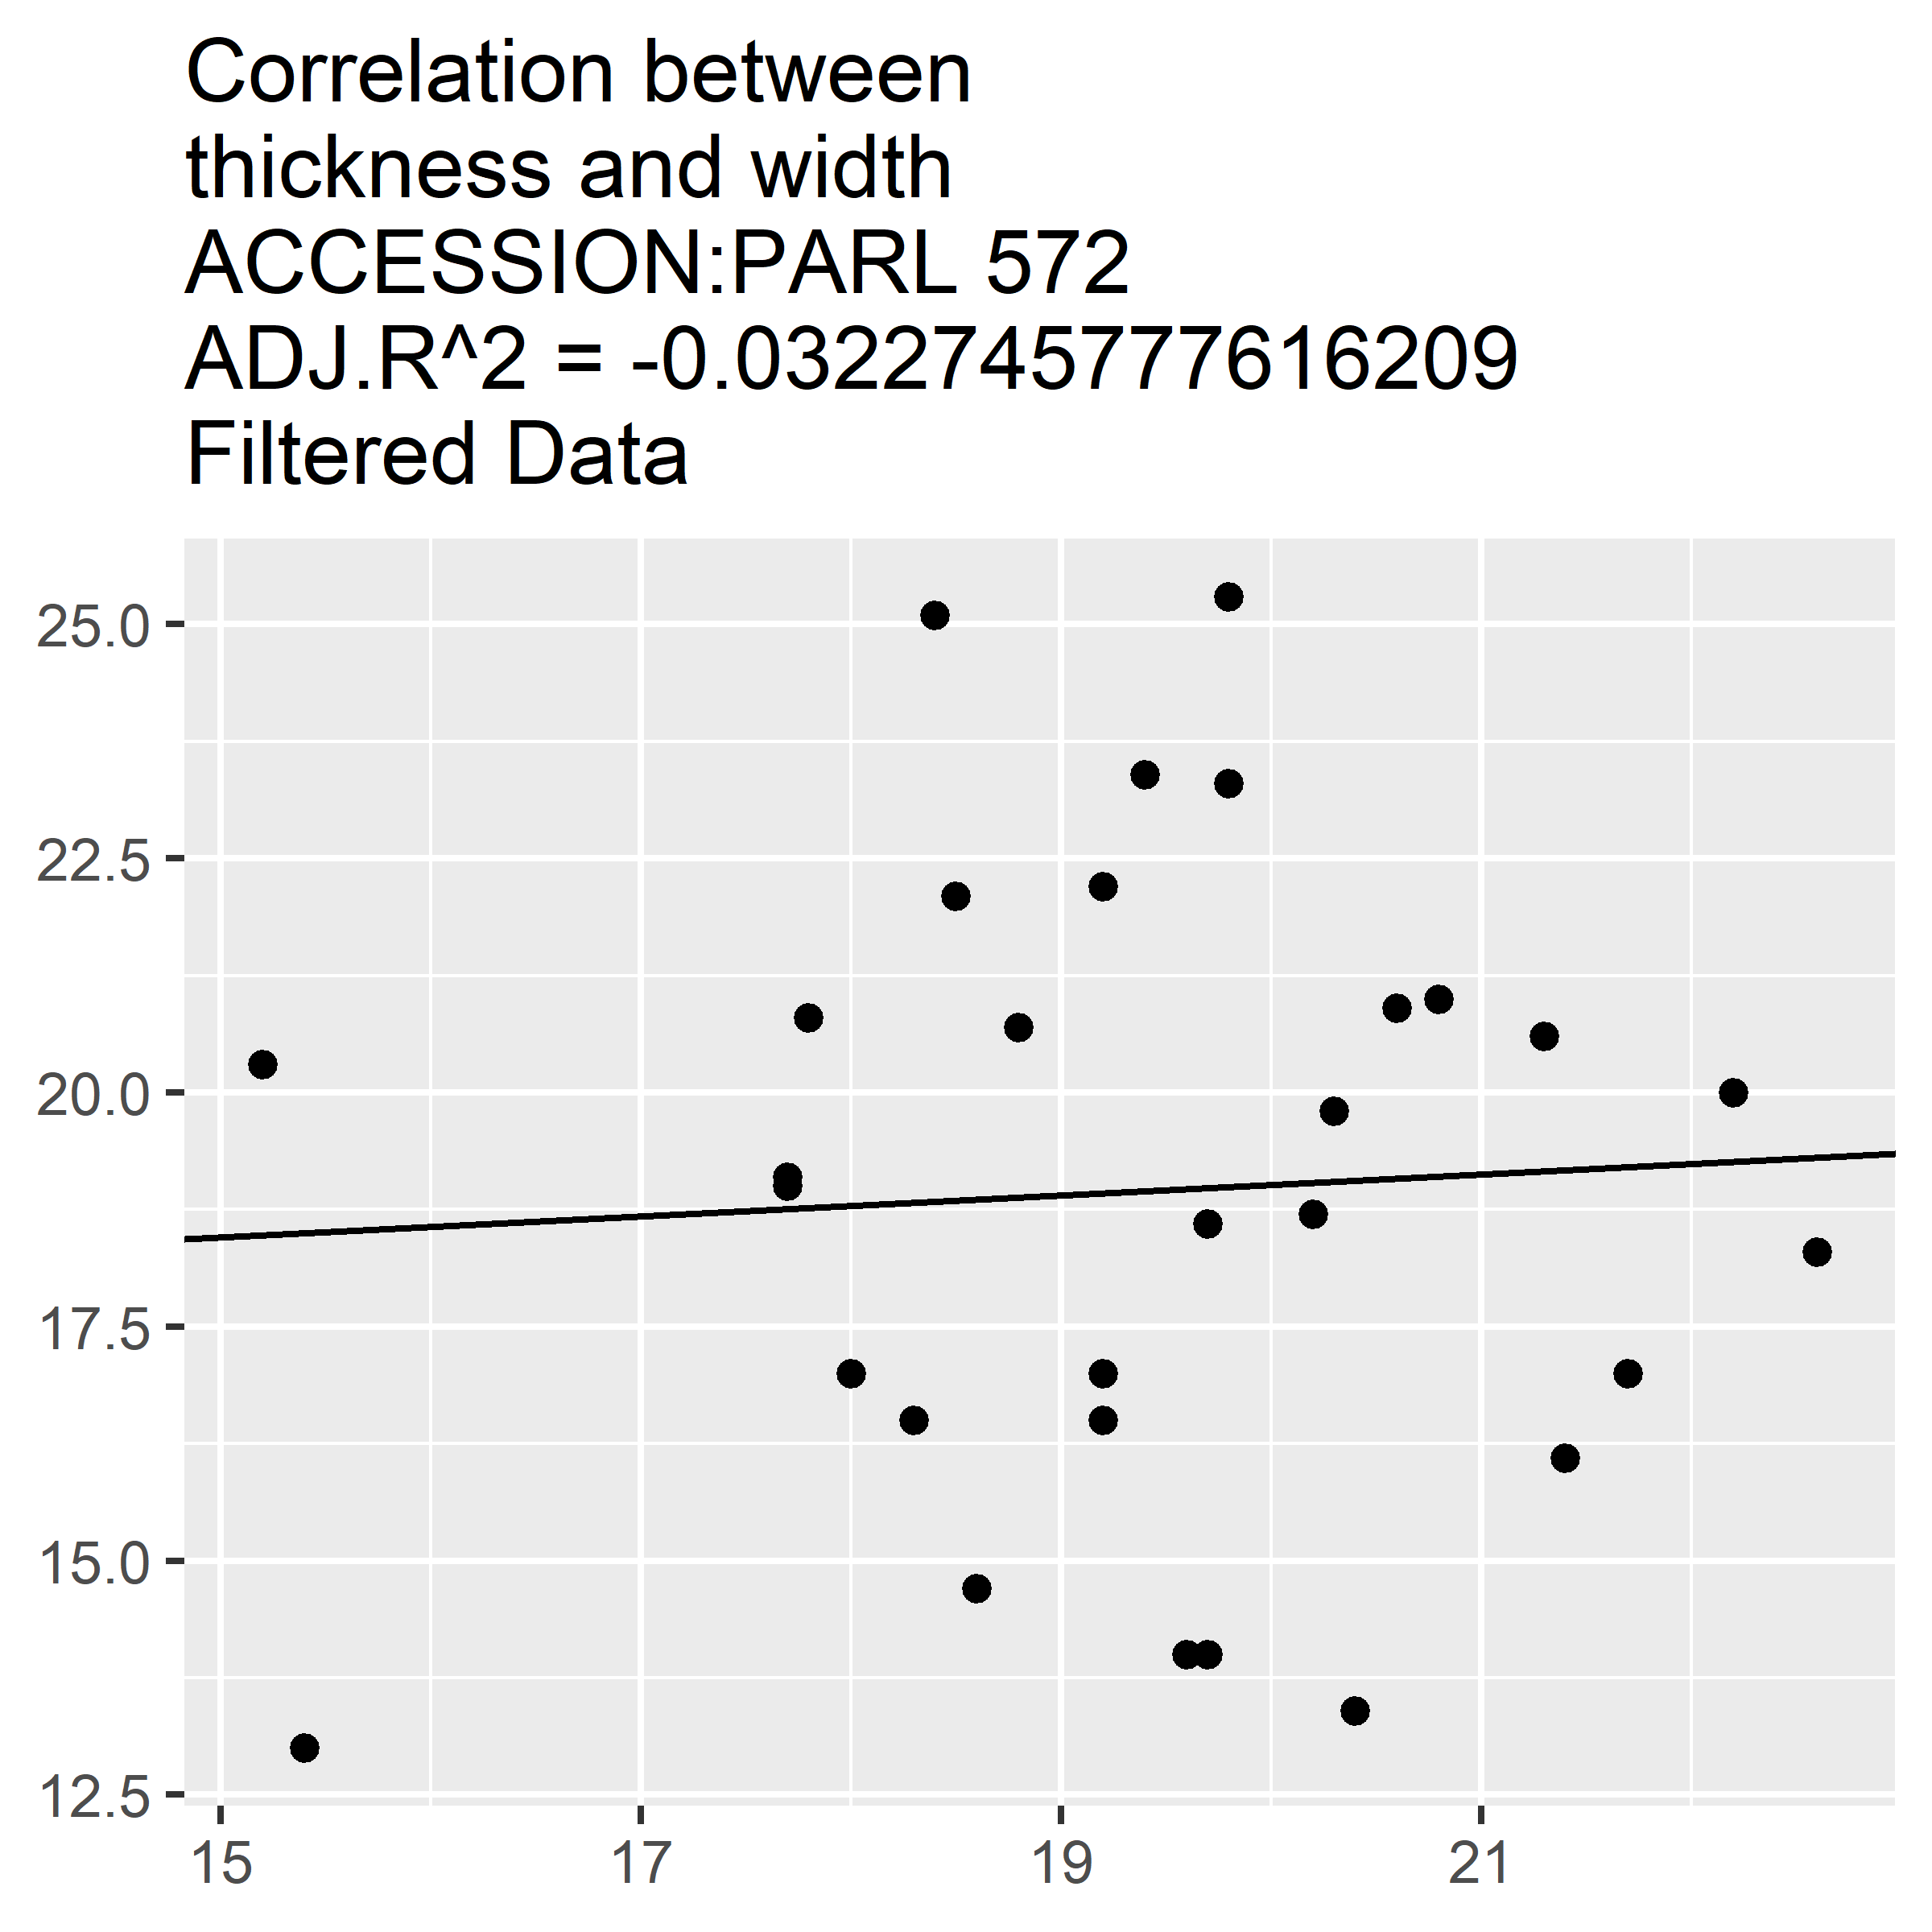 Correlation between
thickness and width
ACCESSION:PARL 572
ADJ.R^2 = -0.0322745777616209
Filtered Data
25.0
22.5
20.0
17.5
15.0
12.5
15 17 19 21